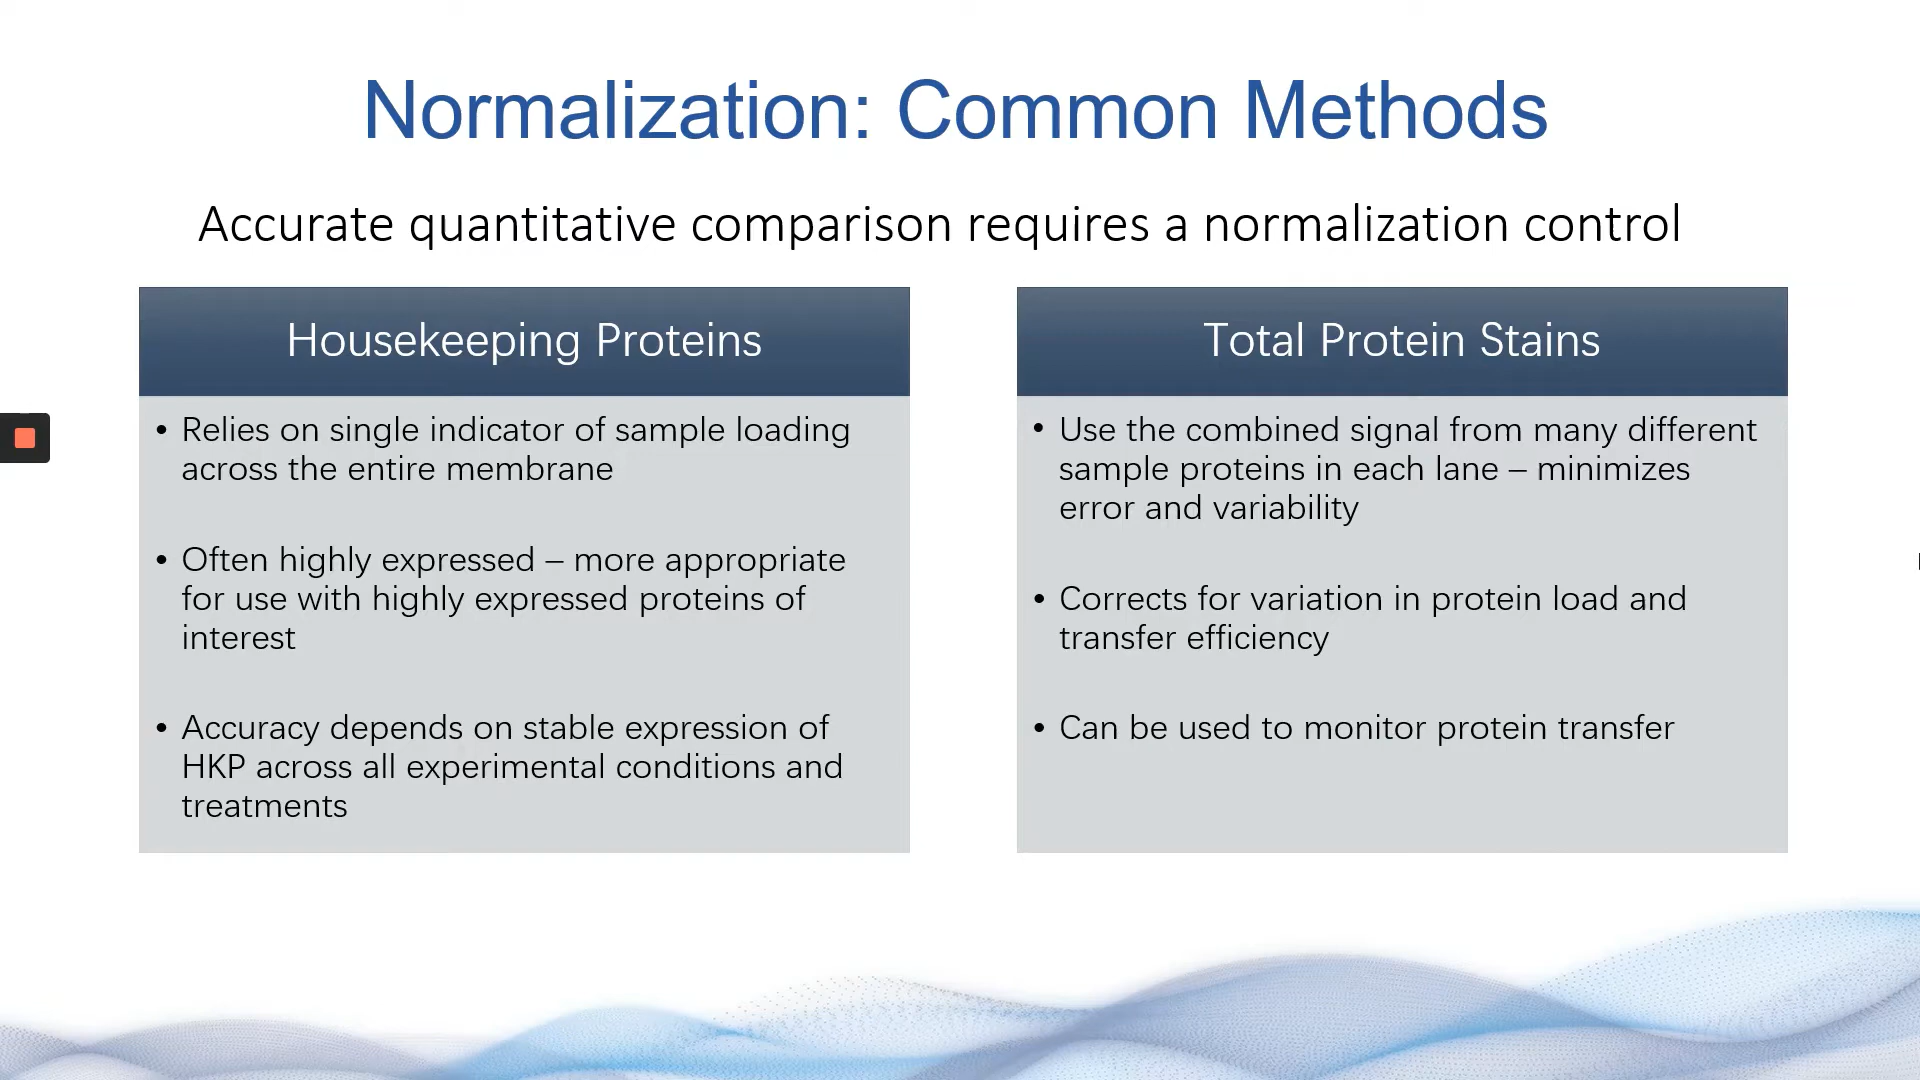 Normalization: Common Methods
Accurate quantitative comparison requires a normalization control
Housekeeping Proteins
• Relies on single indicator of sample loading
across the entire membrane
• Often highly expressed – more appropriate
for use with highly expressed proteins of
interest
• Accuracy depends on stable expression of
HKP across all experimental conditions and
treatments
Total Protein Stains
• Use the combined signal from many different
sample proteins in each lane – minimizes
error and variability
• Corrects for variation in protein load and
transfer efficiency
• Can be used to monitor protein transfer